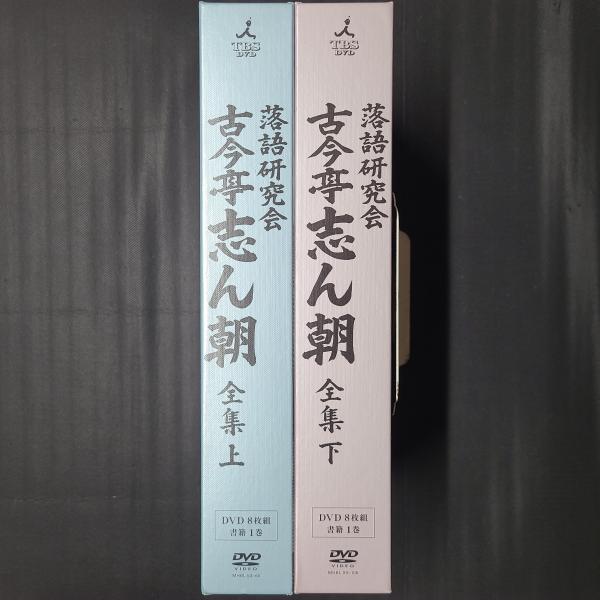 TBS
DVD
落語研究会
古今亭志ん朝
全集 上
DVD 8枚組
書籍 1巻
DVD
VIDEO
TBS
DVD
落語研究会
古今亭志ん朝
全集 下
DVD 8枚組
書籍 1巻
DVD
VIDEO